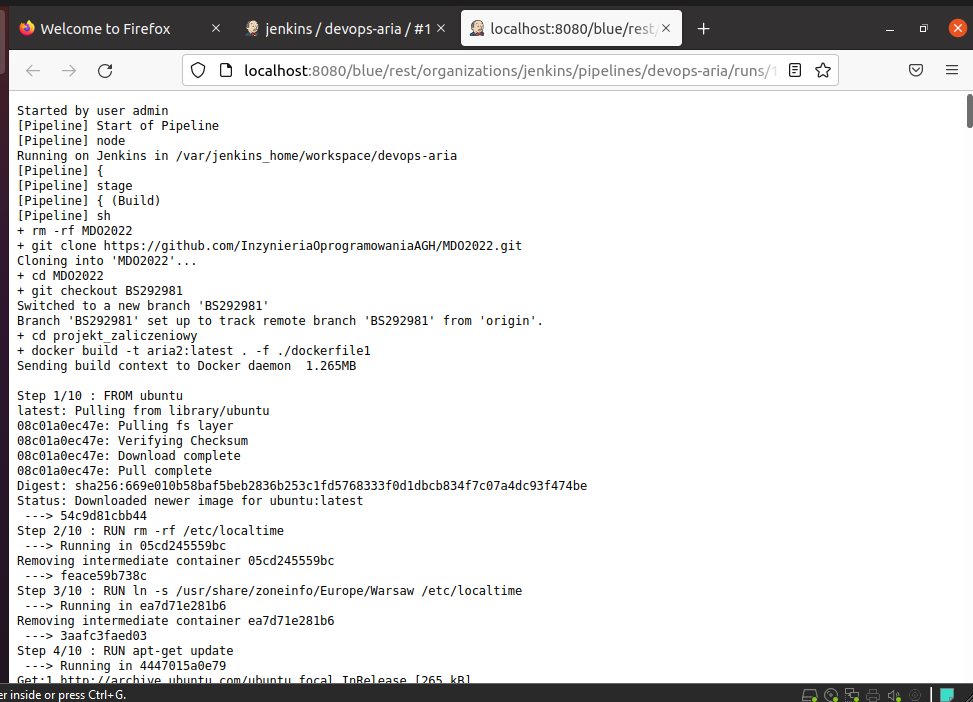 Welcome to Firefox
jenkins / devops-aria / #1
localhost:8080/blue/rest/
localhost:8080/blue/rest/organizations/jenkins/pipelines/devops-aria/runs/1
Started by user admin
[Pipeline] Start of Pipeline
[Pipeline] node
Running on Jenkins in /var/jenkins_home/workspace/devops-aria
[Pipeline] {
[Pipeline] stage
[Pipeline] { (Build)
[Pipeline] sh
+ rm -rf MDO2022
+ git clone https://github.com/InzynieriaOprogramowaniaAGH/MDO2022.git
Cloning into 'MDO2022'...
+ cd MDO2022
+ git checkout BS292981
Switched to a new branch 'BS292981'
Branch 'BS292981' set up to track remote branch 'BS292981' from 'origin'.
+ cd projekt_zaliczeniowy
+ docker build -t aria2:latest . -f ./dockerfile1
Sending build context to Docker daemon  1.265MB
Step 1/10 : FROM ubuntu
latest: Pulling from library/ubuntu
08c01a0ec47e: Pulling fs layer
08c01a0ec47e: Verifying Checksum
08c01a0ec47e: Download complete
08c01a0ec47e: Pull complete
Digest: sha256:669e010b58baf5beb2836b253c1fd5768333f0d1dbcb834f7c07a4dc93f474be
Status: Downloaded newer image for ubuntu:latest
 ---> 54c9d81cbb44
Step 2/10 : RUN rm -rf /etc/localtime
 ---> Running in 05cd245559bc
Removing intermediate container 05cd245559bc
 ---> feace59b738c
Step 3/10 : RUN ln -s /usr/share/zoneinfo/Europe/Warsaw /etc/localtime
 ---> Running in ea7d71e281b6
Removing intermediate container ea7d71e281b6
 ---> 3aafc3faed03
Step 4/10 : RUN apt-get update
 ---> Running in 4447015a0e79
Get:1 http://archive.ubuntu.com/ubuntu focal InRelease [265 kB]
er inside or press Ctrl+G.